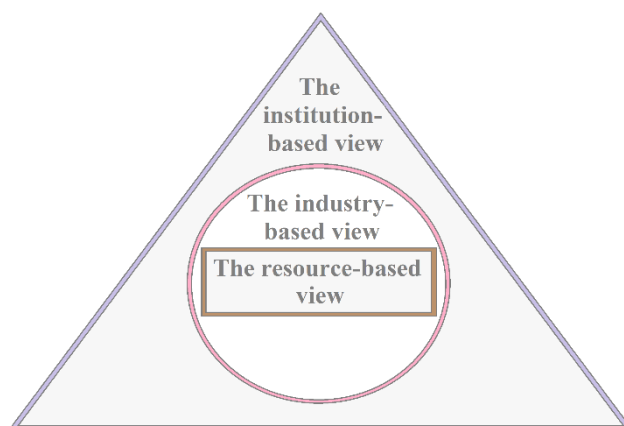 The
institution-
based view
The industry-
based view
The resource-based
view